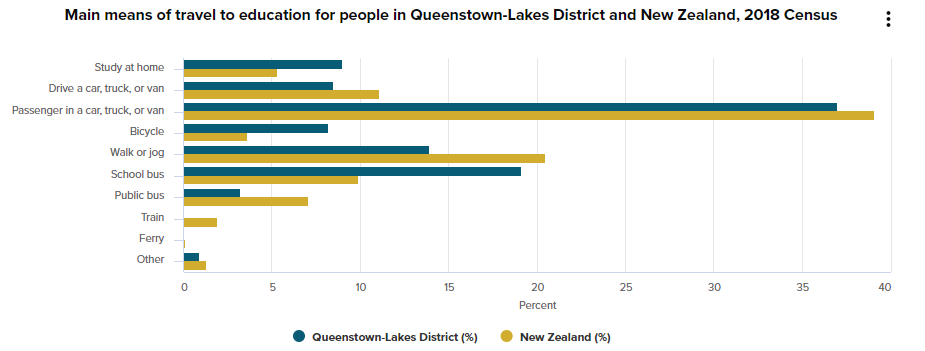 Main means of travel to education for people in Queenstown-Lakes District and New Zealand, 2018 Census
Study at home
Drive a car, truck, or van
Passenger in a car, truck, or van
Bicycle
Walk or jog
School bus
Public bus
Train
Ferry
Other
0 5 10 15 20 25 30 35 40
Percent
Queenstown-Lakes District (%) New Zealand (%)